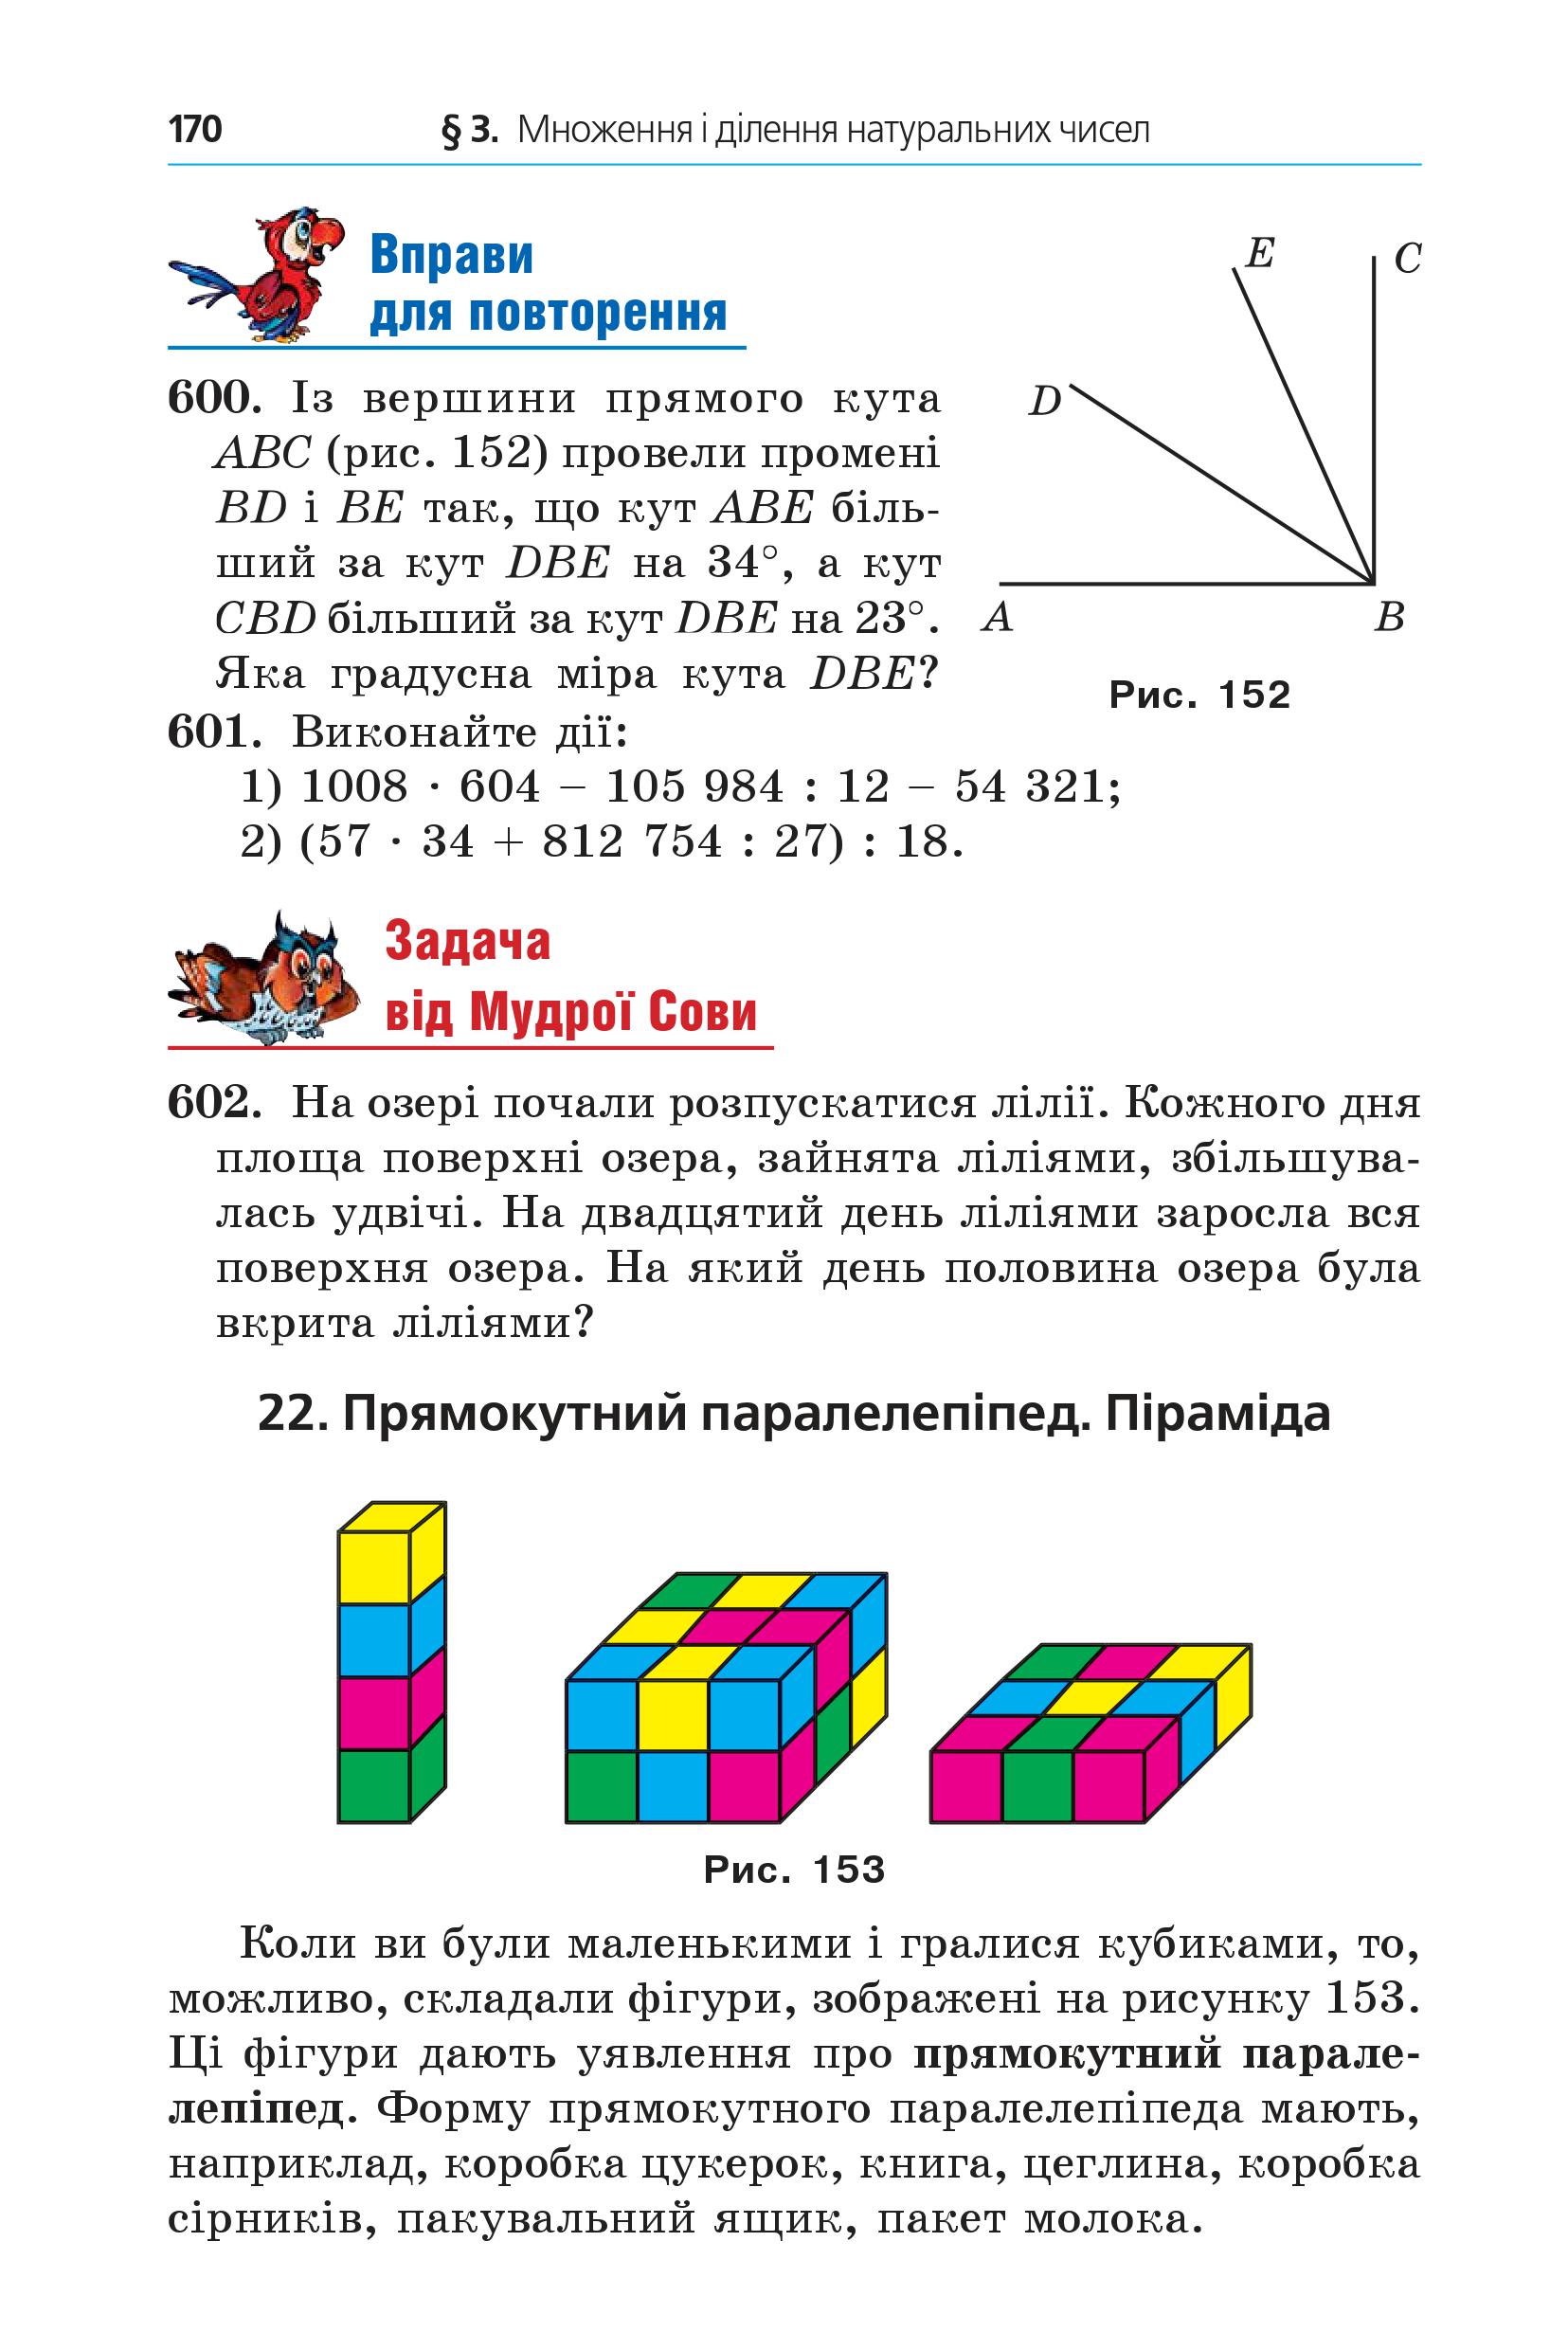 170 § 3. Множення і ділення натуральних чисел
Вправи
для повторення
600. Із вершини прямого кута
ABC (рис. 152) провели промені
BD і BE так, що кут ABE біль-
ший за кут DBE на 34°, а кут
CBD більший за кут DBE на 23°.
Яка градусна міра кута DBE?
E
C
D
A
B
Рис. 152
601. Виконайте дії:
1) 1008 · 604 – 105 984 : 12 – 54 321;
2) (57 · 34 + 812 754 : 27) : 18.
Задача
від Мудрої Сови
602. На озері почали розпускатися лілії. Кожного дня
площа поверхні озера, зайнята ліліями, збільшува-
лась удвічі. На двадцятий день ліліями заросла вся
поверхня озера. На який день половина озера була
вкрита ліліями?
22. Прямокутний паралелепіпед. Піраміда
Рис. 153
Коли ви були маленькими і гралися кубиками, то,
можливо, складали фігури, зображені на рисунку 153.
Ці фігури дають уявлення про прямокутний парале-
лепіпед. Форму прямокутного паралелепіпеда мають,
наприклад, коробка цукерок, книга, цеглина, коробка
сірників, пакувальний ящик, пакет молока.